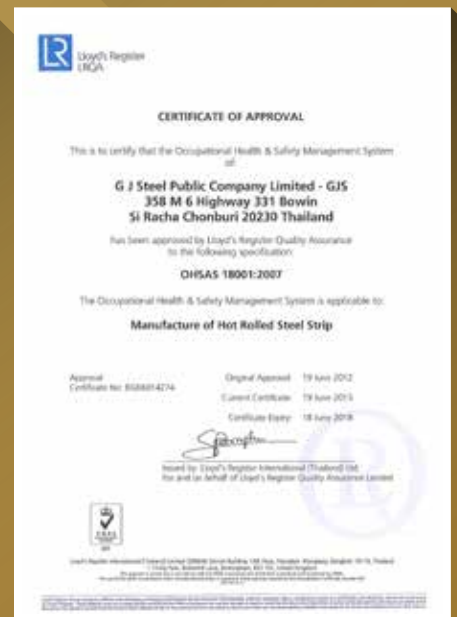 LR
Lloyd's Register
LRQA
CERTIFICATE OF APPROVAL
This is to certify that the Occupational Health & Safety Management System
of:
G J Steel Public Company Limited - GJS
358 M 6 Highway 331 Bowin
Si Racha Chonburi 20230 Thailand
has been approved by Lloyd's Register Quality Assurance
to the following specification:
OHSAS 18001:2007
The Occupational Health & Safety Management System is applicable to:
Manufacture of Hot Rolled Steel Strip
Approval Original Approval: 19 June 2012
Certificate No: Current Certificate: 19 June 2015
Certificate Expiry: 18 June 2018
Issued by: Lloyd's Register International (Thailand) Ltd.
For and on behalf of Lloyd's Register Quality Assurance Limited
UKAS